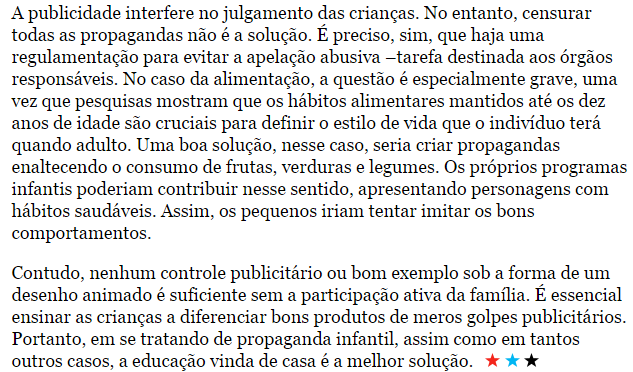 A publicidade interfere no julgamento das crianças. No entanto, censurar
todas as propagandas não é a solução. É preciso, sim, que haja uma
regulamentação para evitar a apelação abusiva –tarefa destinada aos órgãos
responsáveis. No caso da alimentação, a questão é especialmente grave, uma
vez que pesquisas mostram que os hábitos alimentares mantidos até os dez
anos de idade são cruciais para definir o estilo de vida que o indivíduo terá
quando adulto. Uma boa solução, nesse caso, seria criar propagandas
enaltecendo o consumo de frutas, verduras e legumes. Os próprios programas
infantis poderiam contribuir nesse sentido, apresentando personagens com
hábitos saudáveis. Assim, os pequenos iriam tentar imitar os bons
comportamentos.
Contudo, nenhum controle publicitário ou bom exemplo sob a forma de um
desenho animado é suficiente sem a participação ativa da família. É essencial
ensinar as crianças a diferenciar bons produtos de meros golpes publicitários.
Portanto, em se tratando de propaganda infantil, assim como em tantos
outros casos, a educação vinda de casa é a melhor solução. ★★★